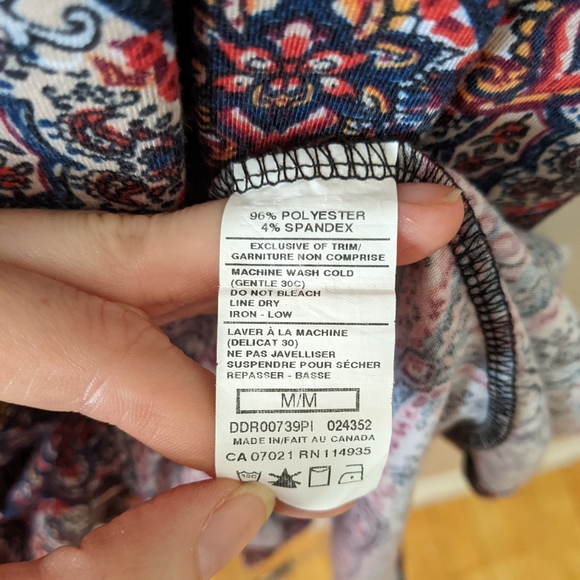 96% POLYESTER
4% SPANDEX
EXCLUSIVE OF TRIM/
GARNITURE NON COMPRISE
MACHINE WASH COLD
(GENTLE 30C)
DO NOT BLEACH
LINE DRY
IRON - LOW
LAVER À LA MACHINE
(DELICAT 30)
NE PAS JAVELLISER
SUSPENDRE POUR SÉCHER
REPASSER - BASSE
M/M
DDR00739PI 024352
MADE IN/FAIT AU CANADA
CA 07021 RN 114935
30C